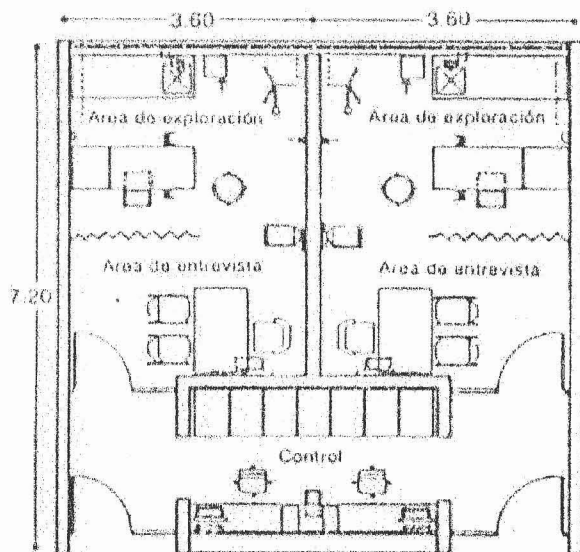 3.60 3.60
Area de exploración Area de exploración
Area de entrevista Area de entrevista
7.20
Control